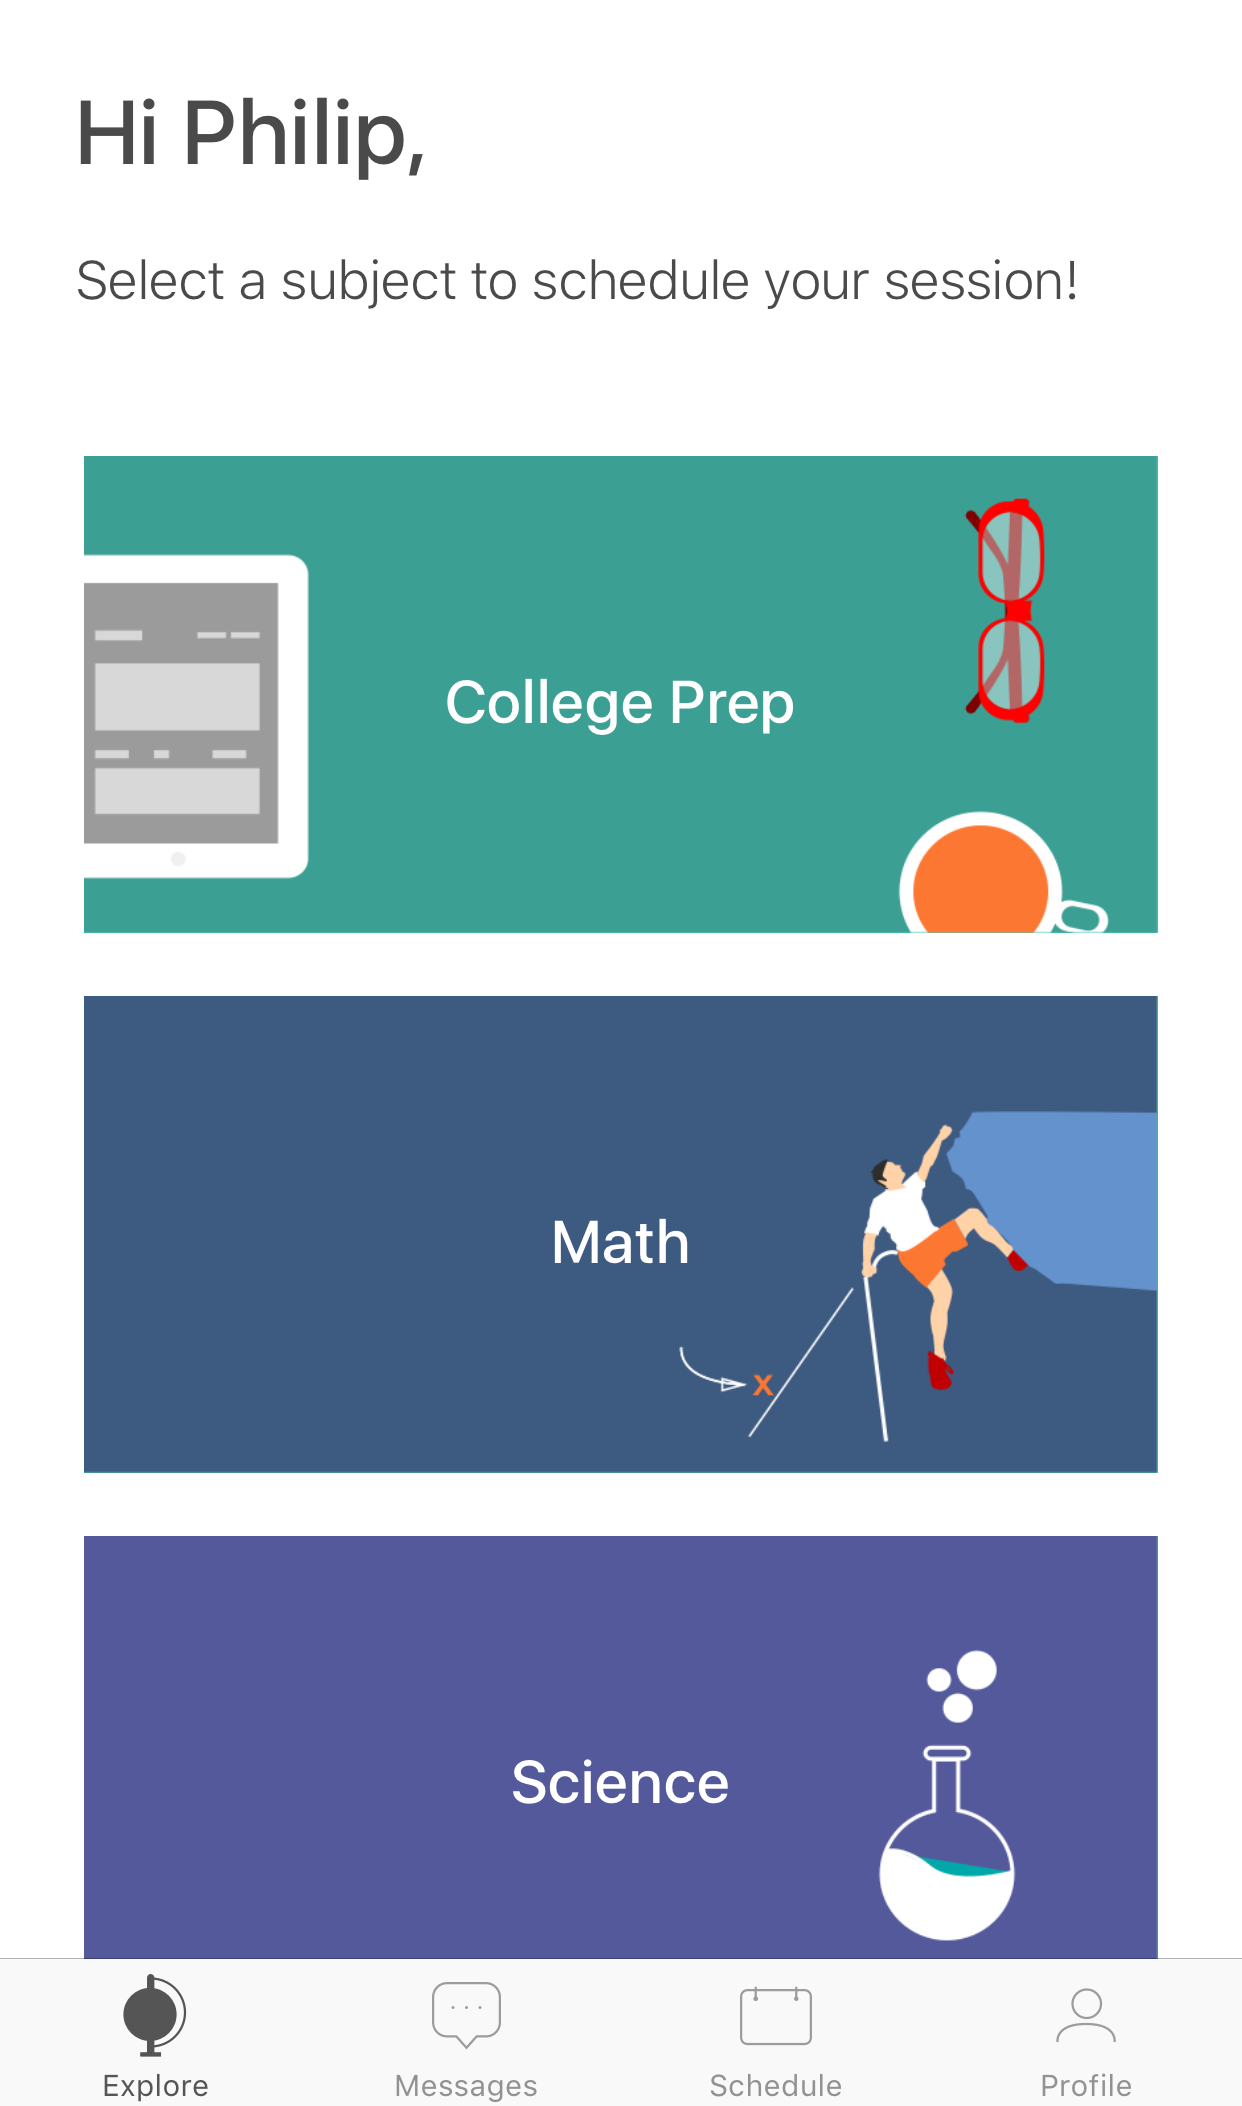 Hi Philip,
Select a subject to schedule your session!
College Prep
Math
x
Science
Explore
Messages
Schedule
Profile